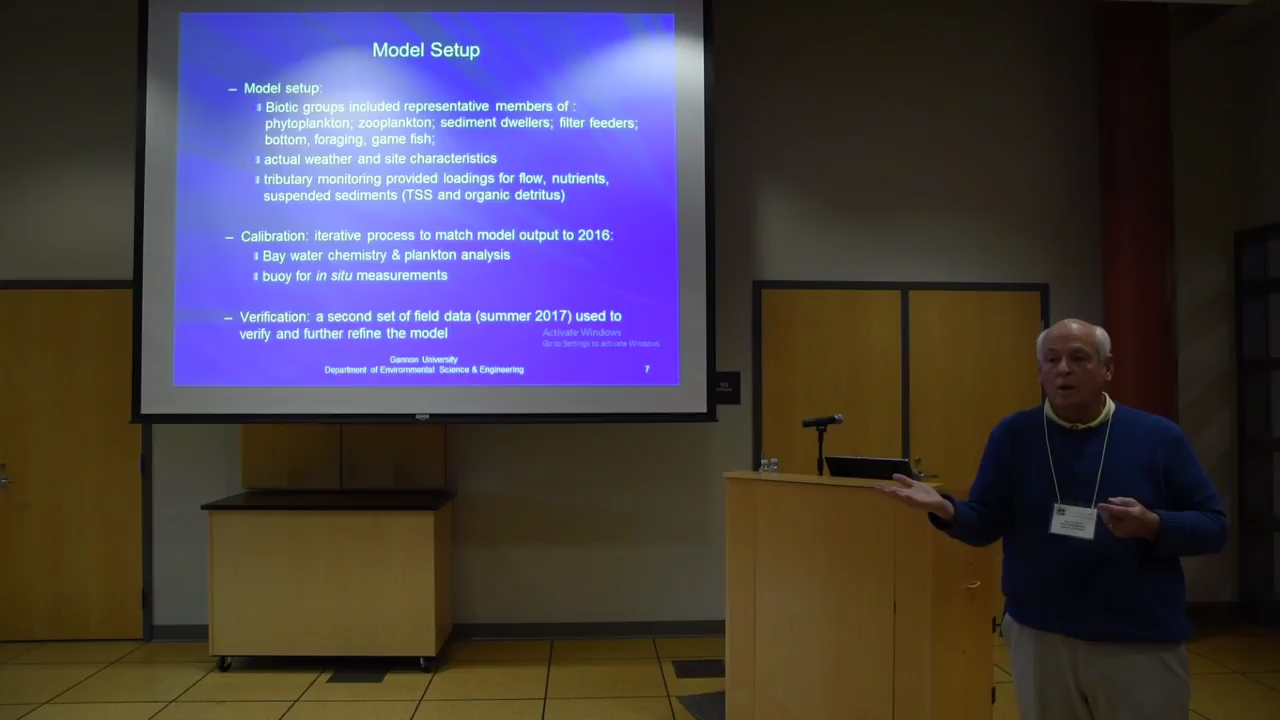 Model Setup
– Model setup:
Biotic groups included representative members of :
phytoplankton; zooplankton; sediment dwellers; filter feeders;
bottom, foraging, game fish;
actual weather and site characteristics
tributary monitoring provided loadings for flow, nutrients,
suspended sediments (TSS and organic detritus)
– Calibration: iterative process to match model output to 2016:
Bay water chemistry & plankton analysis
buoy for in situ measurements
– Verification: a second set of field data (summer 2017) used to
verify and further refine the model
Activate Windows
Go to Settings to activate Windows
Gannon University
Department of Environmental Science & Engineering
7